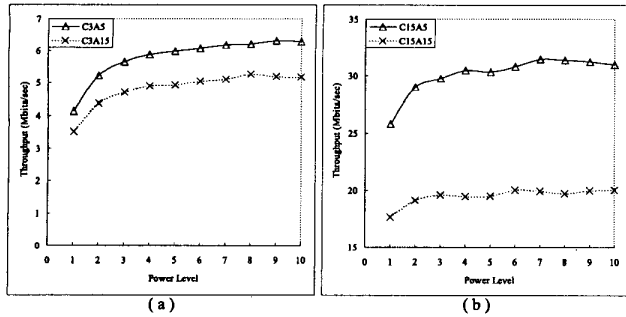 C3A5
C3A15
Throughput (Mbits/sec)
7
6
5
4
3
2
1
0
0 1 2 3 4 5 6 7 8 9 10
Power Level
( a )
C15A5
C15A15
Throughput (Mbits/sec)
35
30
25
20
15
0 1 2 3 4 5 6 7 8 9 10
Power Level
( b )